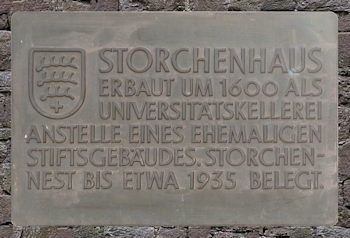 STORCHENHAUS
ERBAUT UM 1600 ALS
UNIVERSITÄTSKELLEREI
ANSTELLE EINES EHEMALIGEN
STIFTSGEBÄUDES. STORCHEN-
NEST BIS ETWA 1935 BELEGT.